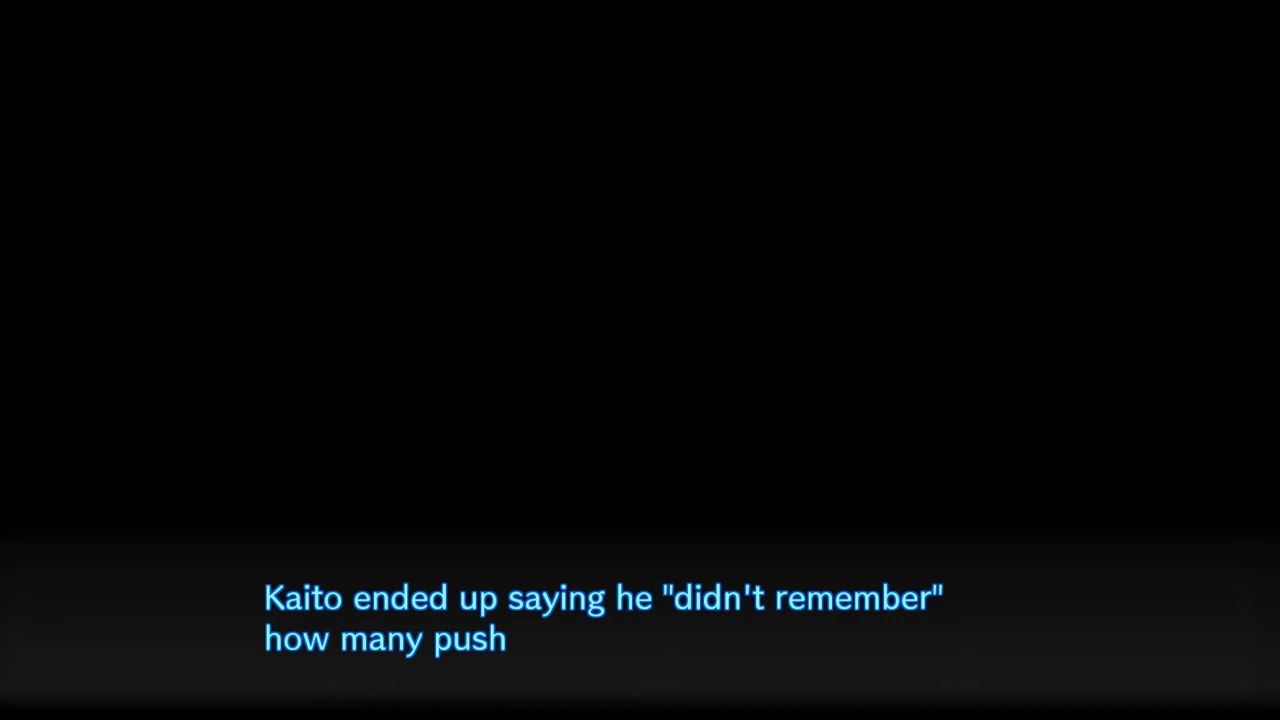 Kaito ended up saying he "didn't remember"
how many push